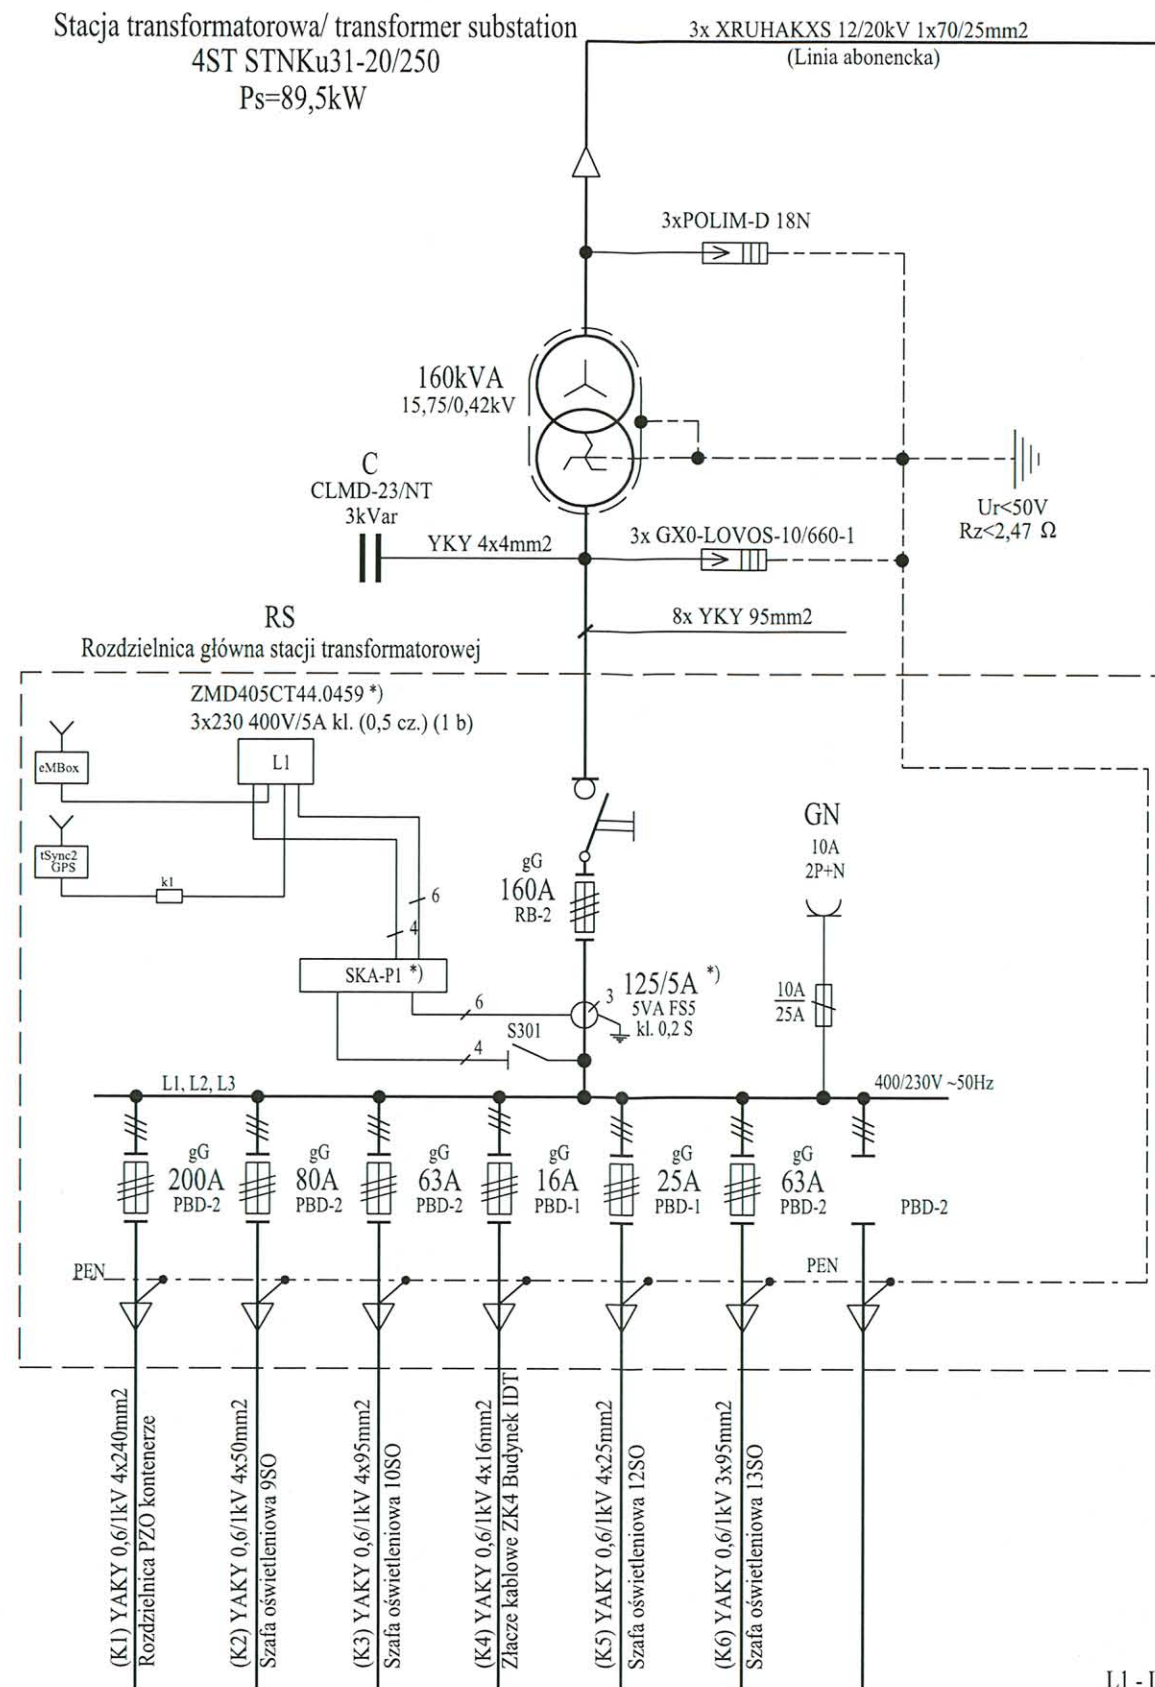 Stacja transformatorowa/ transformer substation
4ST STNKu31-20/250
Ps=89,5kW
3x XRUHAKXS 12/20kV 1x70/25mm2
(Linia abonencka)
3xPOLIM-D 18N
160kVA
15,75/0,42kV
C
CLMD-23/NT
3kVar
YKY 4x4mm2
3x GX0-LOVOS-10/660-1
Ur<50V
Rz<2,47 Ω
8x YKY 95mm2
RS
Rozdzielnica główna stacji transformatorowej
ZMD405CT44.0459 *)
3x230 400V/5A kl. (0,5 cz.) (1 b)
eMBox
L1
tSync2
GPS
k1
6
4
SKA-P1 *)
gG
160A
RB-2
GN
10A
2P+N
125/5A *)
5VA FS5
kl. 0,2 S
3
6
S301
4
10A
25A
L1, L2, L3
400/230V ~50Hz
gG
200A
PBD-2
gG
80A
PBD-2
gG
63A
PBD-2
gG
16A
PBD-1
gG
25A
PBD-1
gG
63A
PBD-2
PBD-2
PEN
PEN
(K1) YAKY 0,6/1kV 4x240mm2
Rozdzielnica PZO kontenerze
(K2) YAKY 0,6/1kV 4x50mm2
Szafa oświetleniowa 9SO
(K3) YAKY 0,6/1kV 4x95mm2
Szafa oświetleniowa 10SO
(K4) YAKY 0,6/1kV 4x16mm2
Złacze kablowe ZK4 Budynek IDT
(K5) YAKY 0,6/1kV 4x25mm2
Szafa oświetleniowa 12SO
(K6) YAKY 0,6/1kV 3x95mm2
Szafa oświetleniowa 13SO
L1 -